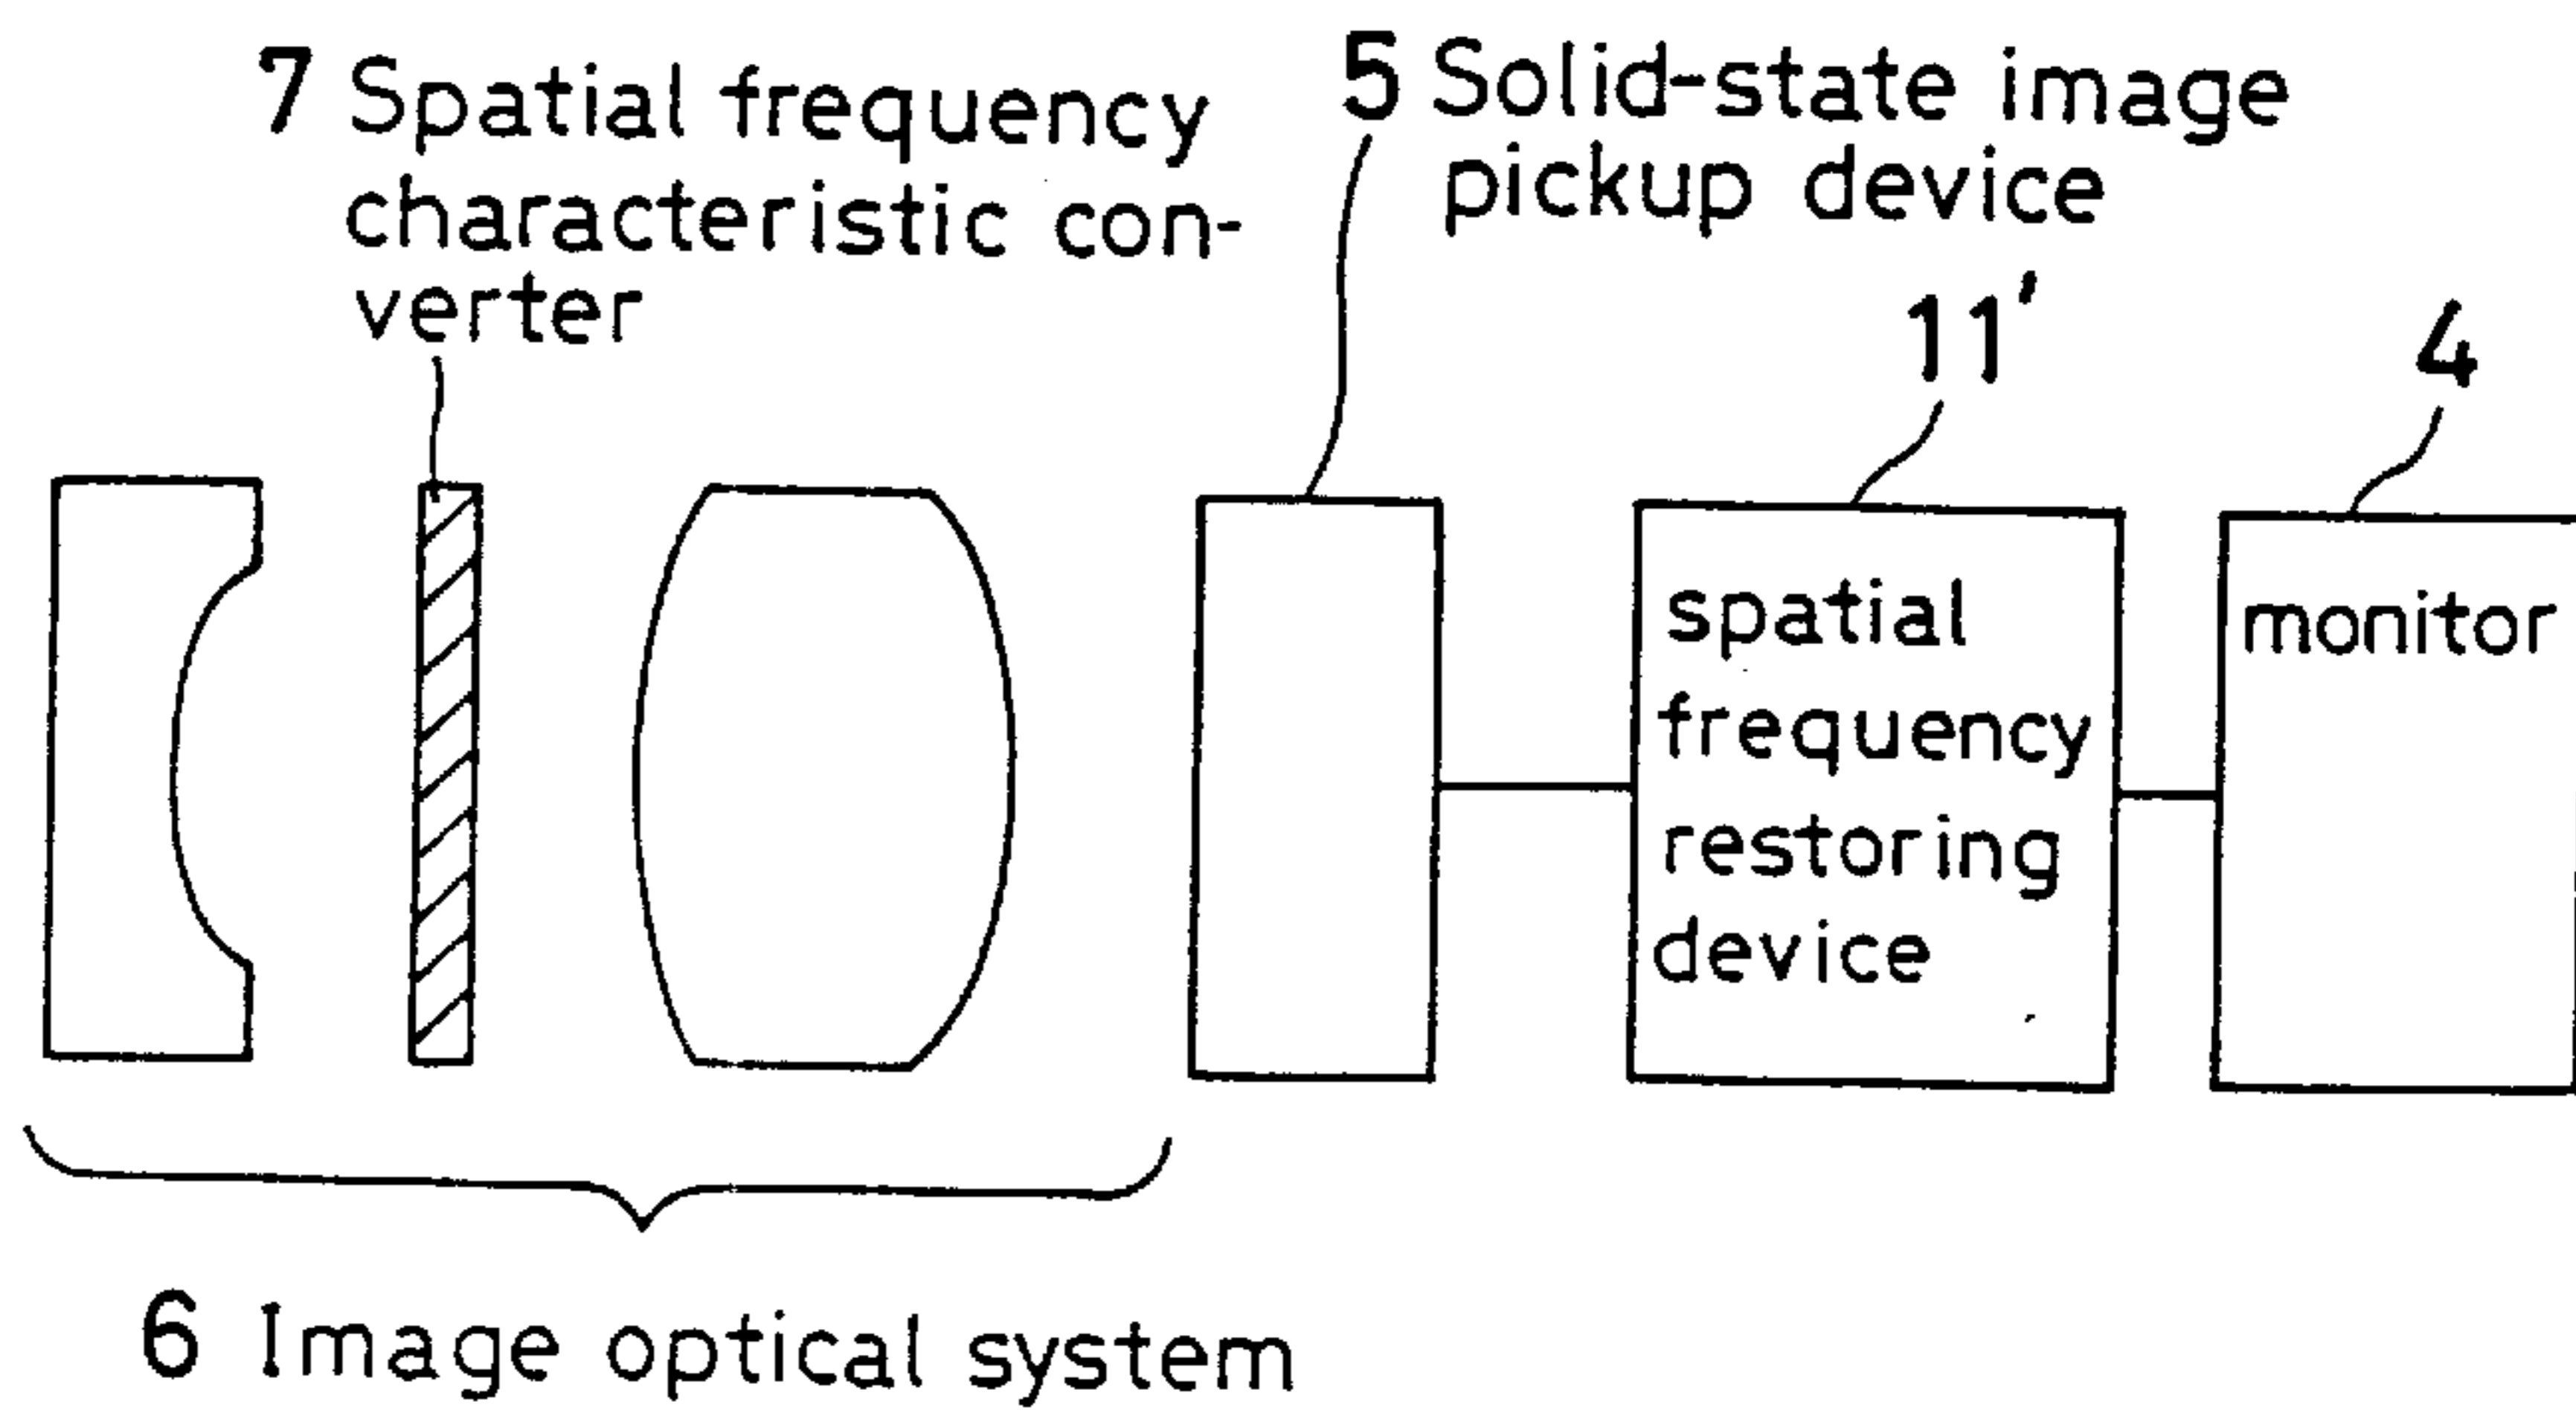 7 Spatial frequency
characteristic con-
verter
5 Solid-state image
pickup device
11'
4
spatial
frequency
restoring
device
monitor
6 Image optical system